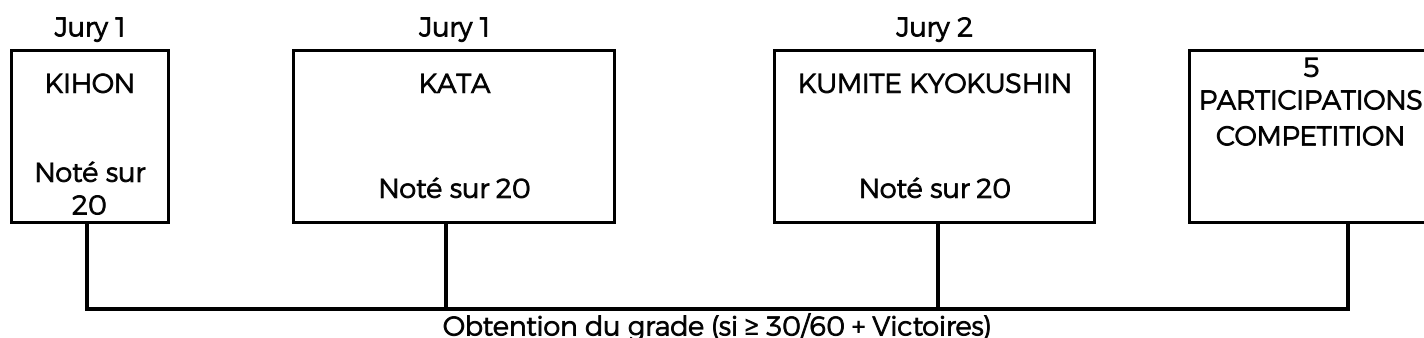 Jury 1
KIHON
Noté sur
20
Jury 1
KATA
Noté sur 20
Jury 2
KUMITE KYOKUSHIN
Noté sur 20
5
PARTICIPATIONS
COMPETITION
Obtention du grade (si ≥ 30/60 + Victoires)